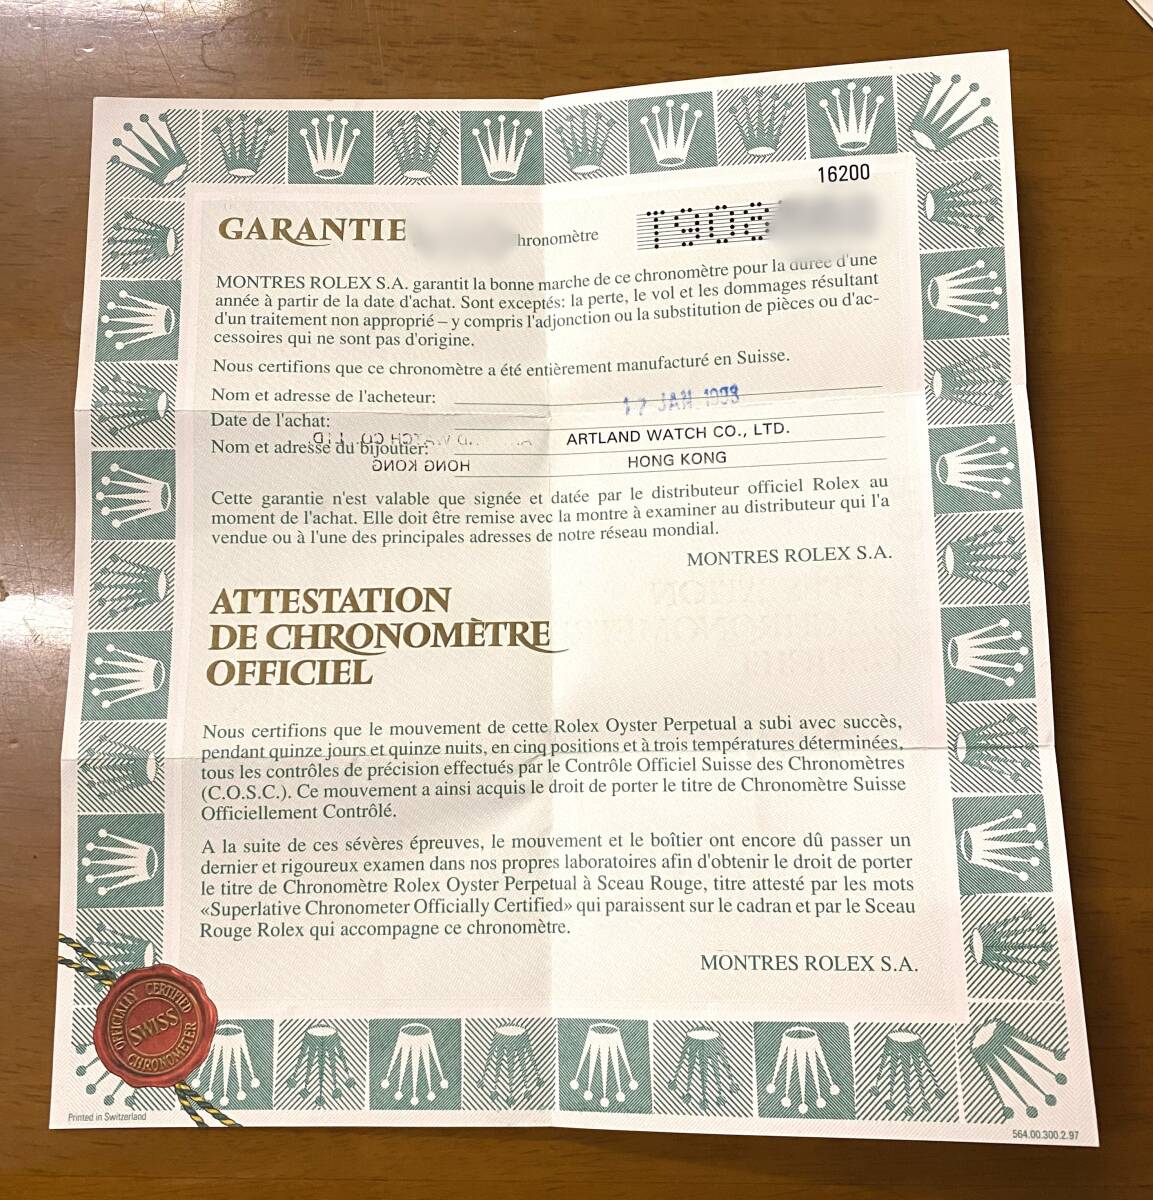 16200
GARANTIE
hronomètre
T908
MONTRES ROLEX S.A. garantit la bonne marche de ce chronomètre pour la durée d'une
année à partir de la date d'achat. Sont exceptés: la perte, le vol et les dommages résultant
d'un traitement non approprié – y compris l'adjonction ou la substitution de pièces ou d'ac-
cessoires qui ne sont pas d'origine.
Nous certifions que ce chronomètre a été entièrement manufacturé en Suisse.
Nom et adresse de l'acheteur:
Date de l'achat:
JAN
Nom et adresse du bijoutier:
ARTLAND WATCH CO., LTD.
HONG KONG
HONG KONG
Cette garantie n'est valable que signée et datée par le distributeur officiel Rolex au
moment de l'achat. Elle doit être remise avec la montre à examiner au distributeur qui l'a
vendue ou à l'une des principales adresses de notre réseau mondial.
MONTRES ROLEX S.A.
ATTESTATION
DE CHRONOMÈTRE
OFFICIEL
Nous certifions que le mouvement de cette Rolex Oyster Perpetual a subi avec succès,
pendant quinze jours et quinze nuits, en cinq positions et à trois températures déterminées,
tous les contrôles de précision effectués par le Contrôle Officiel Suisse des Chronomètres
(C.O.S.C.). Ce mouvement a ainsi acquis le droit de porter le titre de Chronomètre Suisse
Officiellement Contrôlé.
A la suite de ces sévères épreuves, le mouvement et le boîtier ont encore dû passer un
dernier et rigoureux examen dans nos propres laboratoires afin d'obtenir le droit de porter
le titre de Chronomètre Rolex Oyster Perpetual à Sceau Rouge, titre attesté par les mots
«Superlative Chronometer Officially Certified» qui paraissent sur le cadran et par le Sceau
Rouge Rolex qui accompagne ce chronomètre.
MONTRES ROLEX S.A.
OFFICIALLY CERTIFIED
SWISS
CHRONOMETER
Printed in Switzerland
564.00.300.2.97